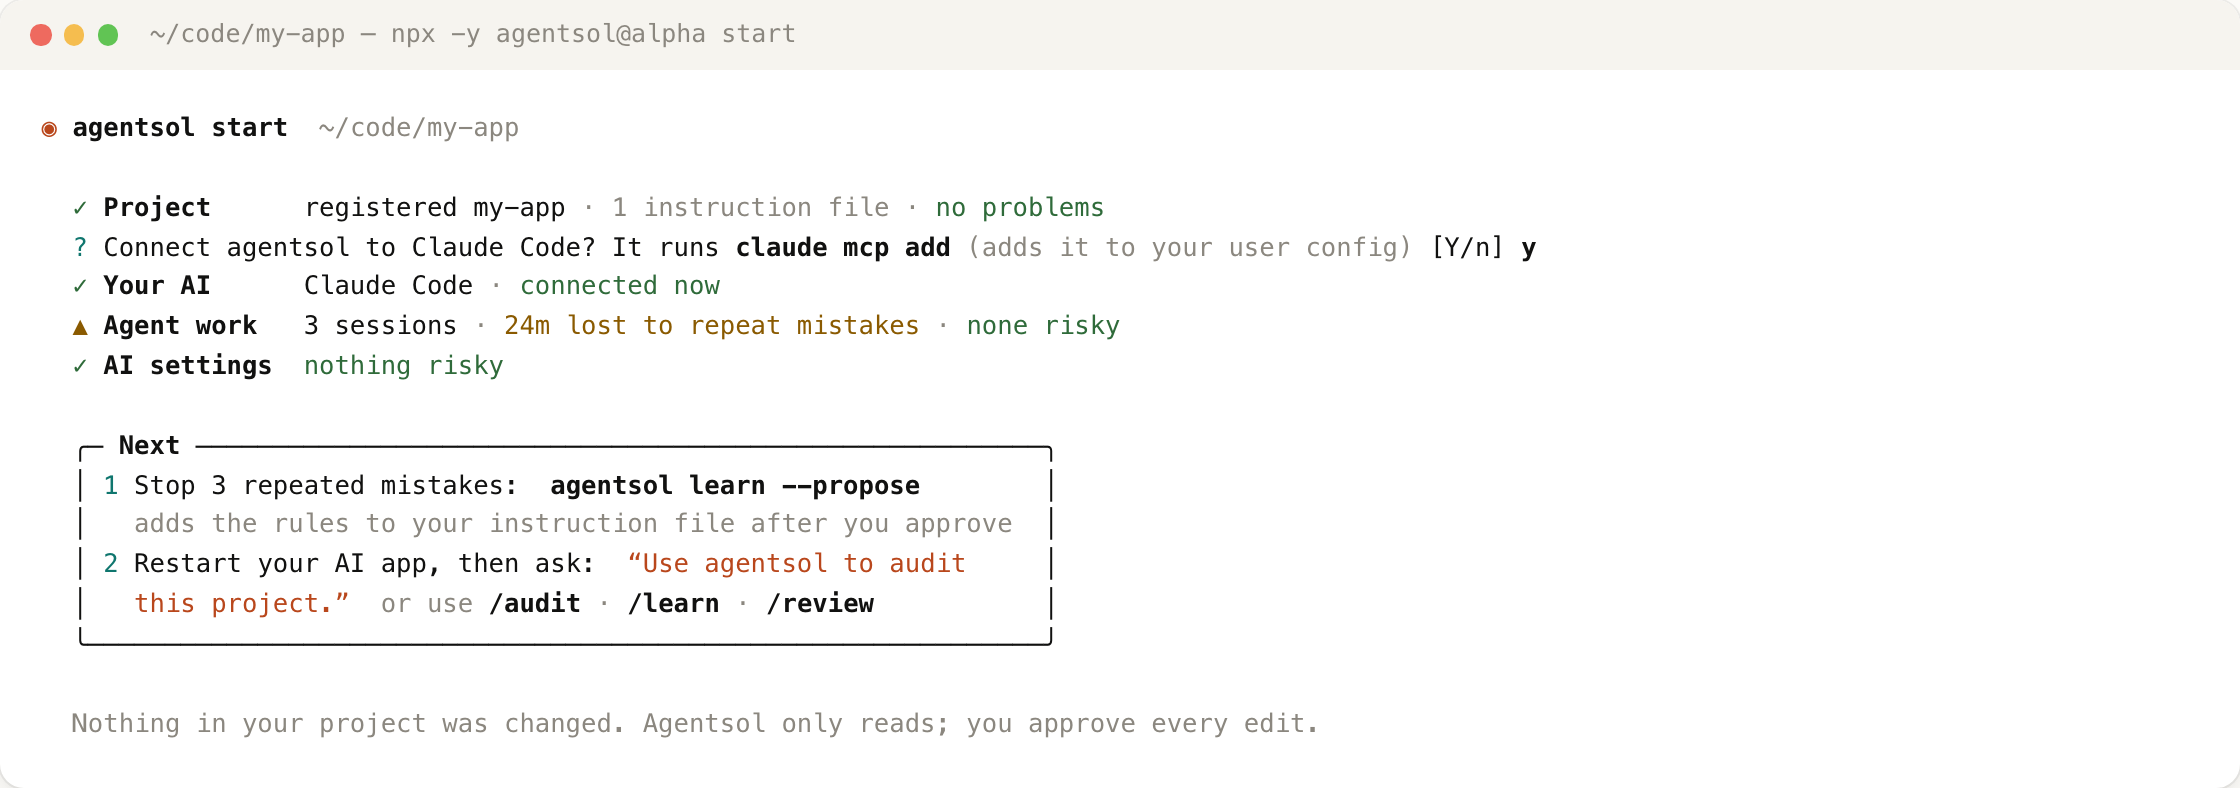 ~/code/my-app — npx -y agentsol@alpha start
◉ agentsol start ~/code/my-app
✓ Project registered my-app · 1 instruction file · no problems
? Connect agentsol to Claude Code? It runs claude mcp add (adds it to your user config) [Y/n] y
✓ Your AI Claude Code · connected now
▲ Agent work 3 sessions · 24m lost to repeat mistakes · none risky
✓ AI settings nothing risky
Next
1 Stop 3 repeated mistakes: agentsol learn --propose
adds the rules to your instruction file after you approve
2 Restart your AI app, then ask: “Use agentsol to audit
this project.” or use /audit · /learn · /review
Nothing in your project was changed. Agentsol only reads; you approve every edit.